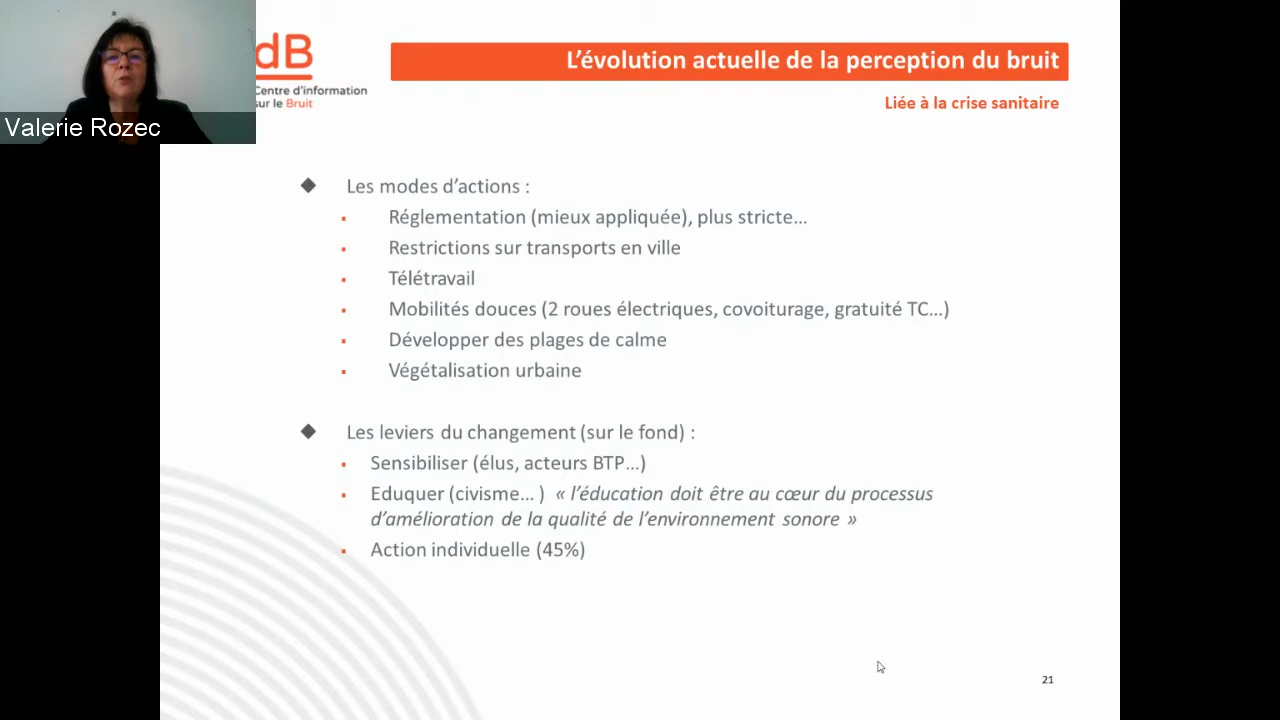 dB
Centre d'information
sur le Bruit
Valerie Rozec
L'évolution actuelle de la perception du bruit
Liée à la crise sanitaire
Les modes d'actions :
Réglementation (mieux appliquée), plus stricte…
Restrictions sur transports en ville
Télétravail
Mobilités douces (2 roues électriques, covoiturage, gratuité TC…)
Développer des plages de calme
Végétalisation urbaine
Les leviers du changement (sur le fond) :
Sensibiliser (élus, acteurs BTP…)
Eduquer (civisme… ) « l'éducation doit être au cœur du processus
d'amélioration de la qualité de l'environnement sonore »
Action individuelle (45%)
21